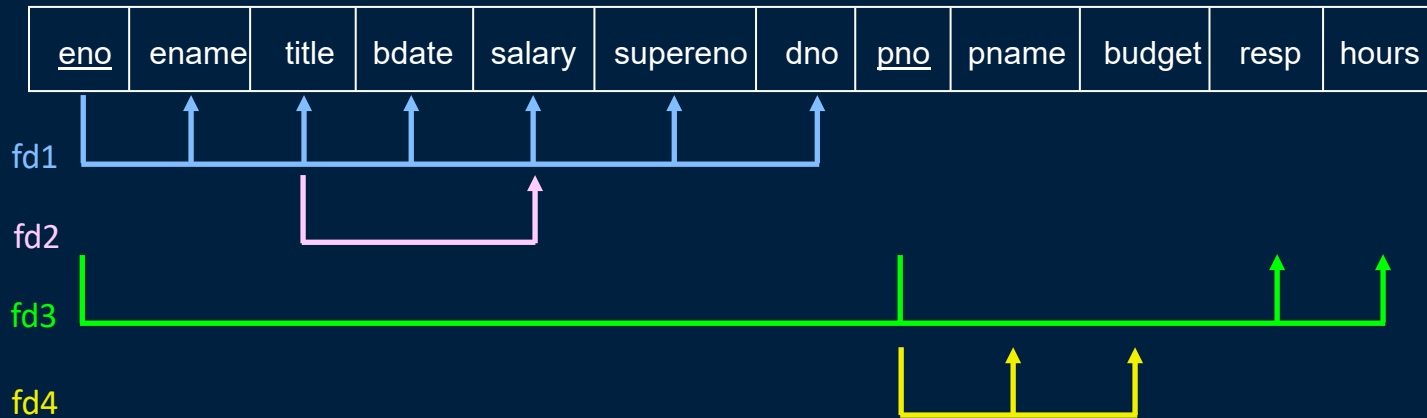 eno ename title bdate salary supereno dno pno pname budget resp hours
fd1
fd2
fd3
fd4